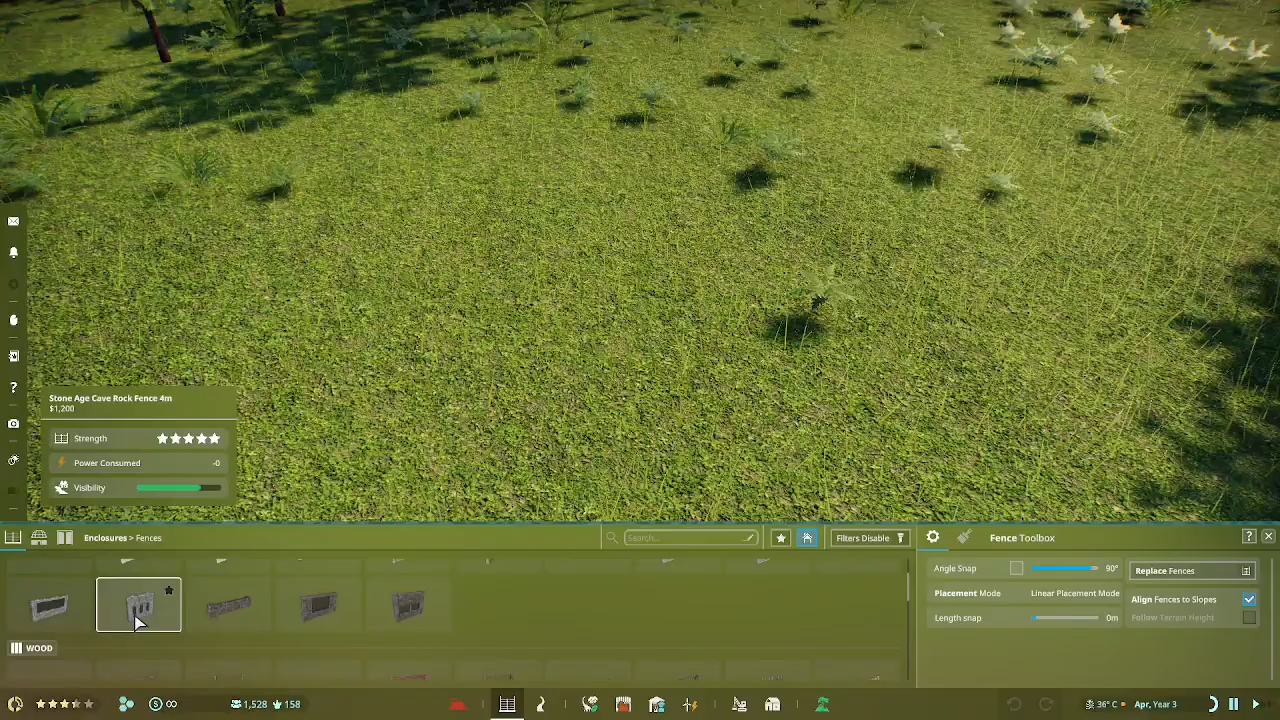 Stone Age Cave Rock Fence 4m
$1,200
Strength
Power Consumed -0
Visibility
Enclosures > Fences
Search...
Filters Disable
Fence Toolbox
Angle Snap 90°
Replace Fences
Placement Mode Linear Placement Mode
Align Fences to Slopes
Length snap 0m
Follow Terrain Height
WOOD
∞
1,528
158
36° C
Apr, Year 3